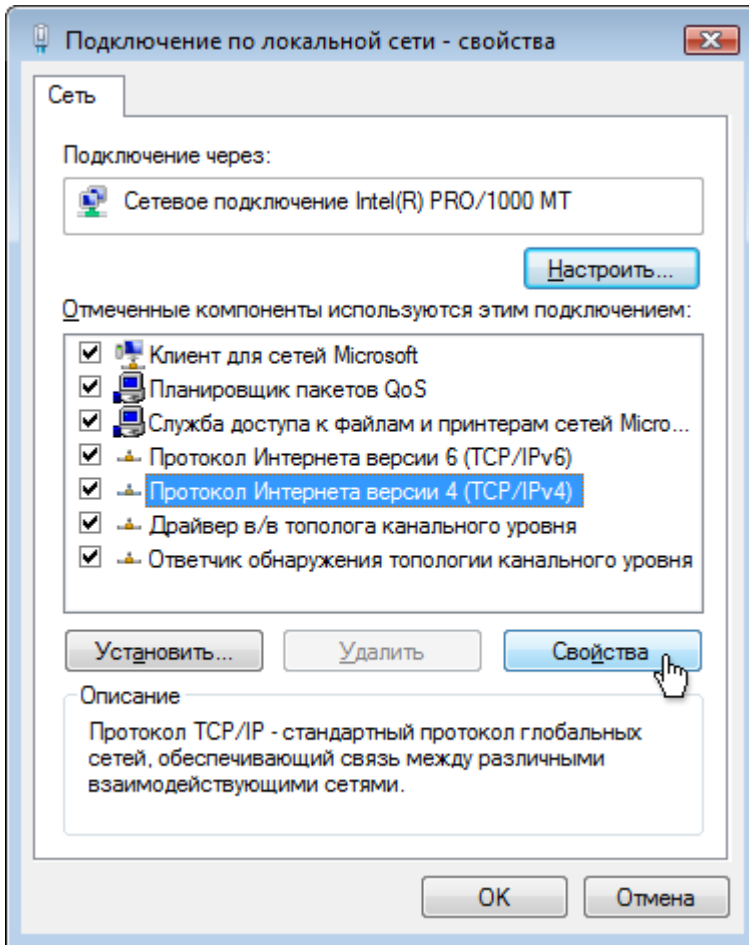 Подключение по локальной сети - свойства
Сеть
Подключение через:
Сетевое подключение Intel(R) PRO/1000 MT
Настроить...
Отмеченные компоненты используются этим подключением:
Клиент для сетей Microsoft
Планировщик пакетов QoS
Служба доступа к файлам и принтерам сетей Micro...
Протокол Интернета версии 6 (TCP/IPv6)
Протокол Интернета версии 4 (TCP/IPv4)
Драйвер в/в тополога канального уровня
Ответчик обнаружения топологии канального уровня
Установить...
Удалить
Свойства
Описание
Протокол TCP/IP - стандартный протокол глобальных
сетей, обеспечивающий связь между различными
взаимодействующими сетями.
ОК
Отмена